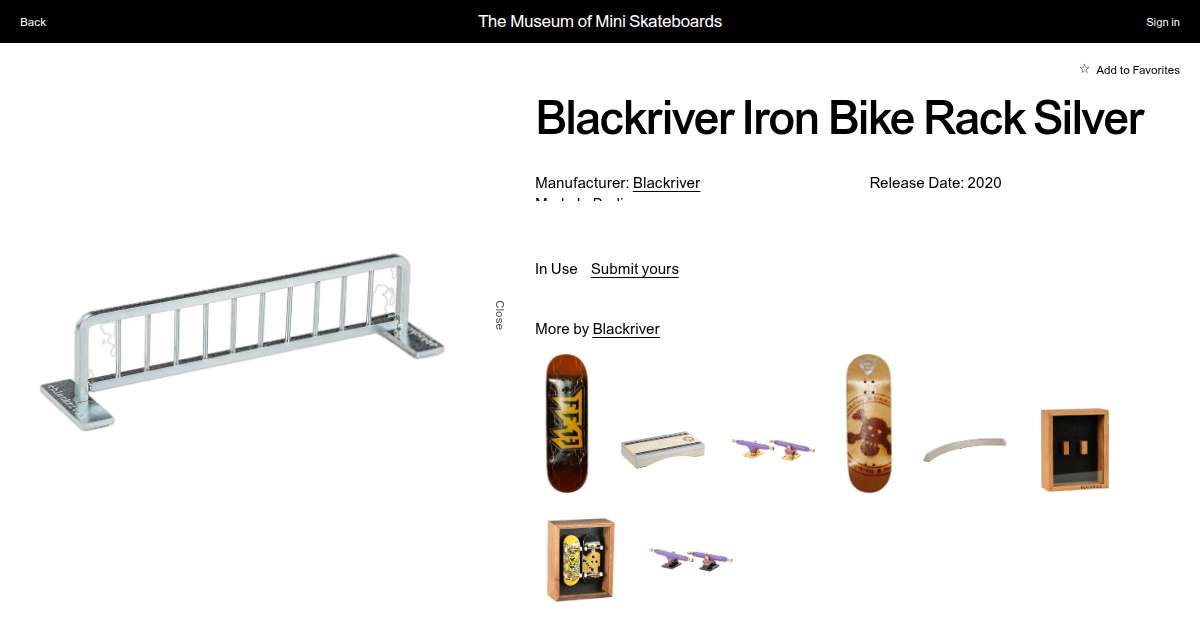 Back
The Museum of Mini Skateboards
Sign in
☆ Add to Favorites
Blackriver Iron Bike Rack Silver
Manufacturer: Blackriver
Release Date: 2020
Close
In Use Submit yours
More by Blackriver